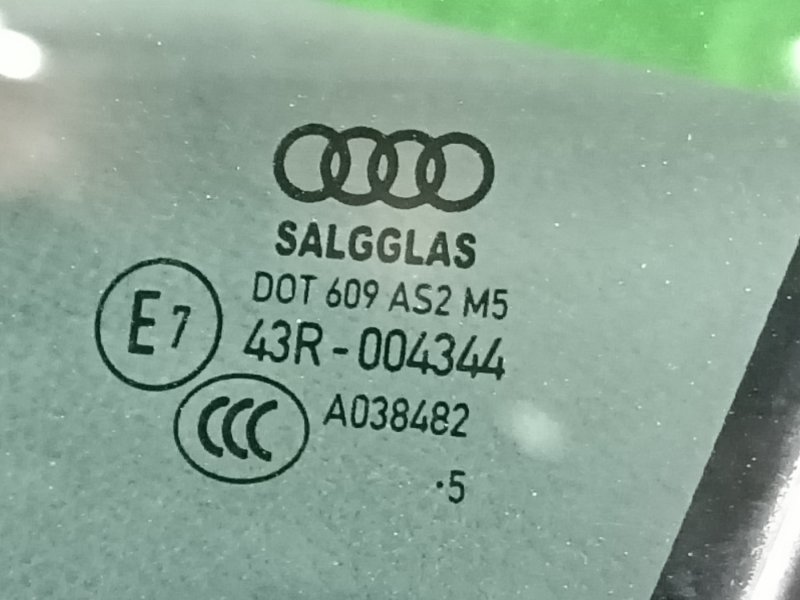 SALGGLAS
DOT 609 AS2 M5
E7
43R-004344
CCC
A038482
.5